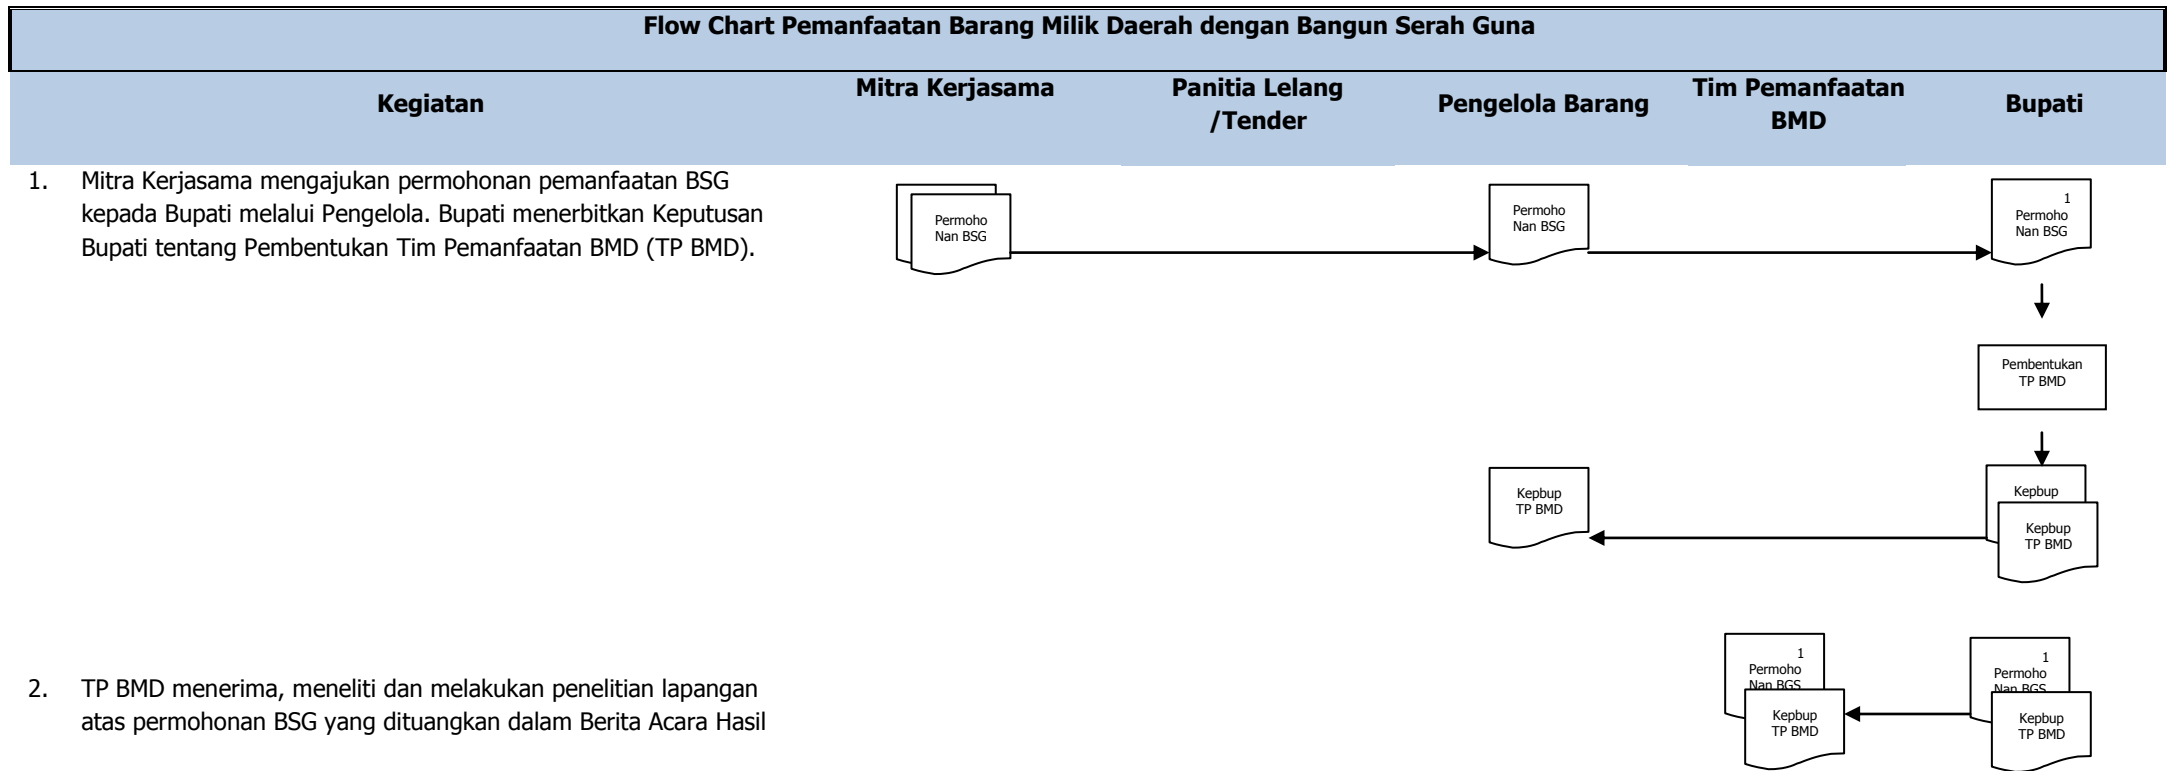 Flow Chart Pemanfaatan Barang Milik Daerah dengan Bangun Serah Guna
Kegiatan
Mitra Kerjasama
Panitia Lelang
/Tender
Pengelola Barang
Tim Pemanfaatan
BMD
Bupati
1. Mitra Kerjasama mengajukan permohonan pemanfaatan BSG
kepada Bupati melalui Pengelola. Bupati menerbitkan Keputusan
Bupati tentang Pembentukan Tim Pemanfaatan BMD (TP BMD).
Permoho
Nan BSG
Permoho
Nan BSG
1
Permoho
Nan BSG
Pembentukan
TP BMD
Kepbup
TP BMD
Kepbup
Kepbup
TP BMD
2. TP BMD menerima, meneliti dan melakukan penelitian lapangan
atas permohonan BSG yang dituangkan dalam Berita Acara Hasil
1
Permoho
Nan BGS
Kepbup
TP BMD
1
Permoho
Nan BGS
Kepbup
TP BMD